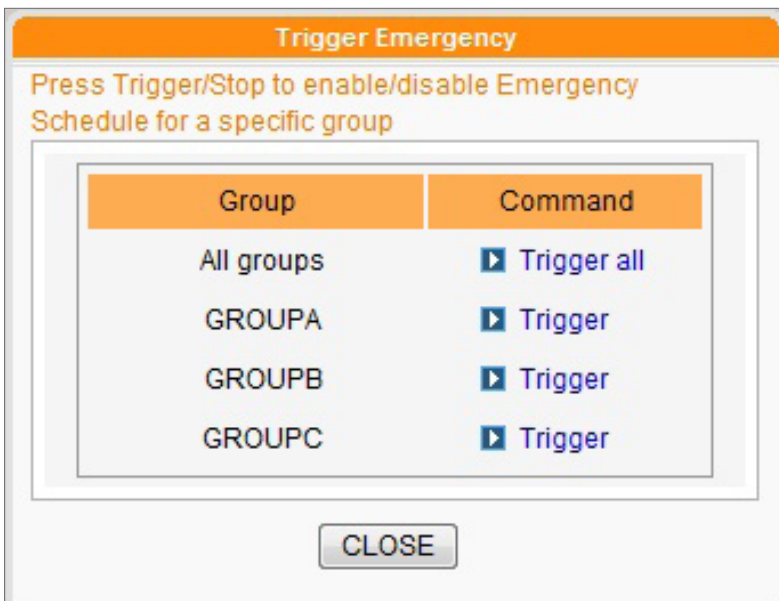 Trigger Emergency
Press Trigger/Stop to enable/disable Emergency
Schedule for a specific group
Group Command
All groups Trigger all
GROUPA Trigger
GROUPB Trigger
GROUPC Trigger
CLOSE